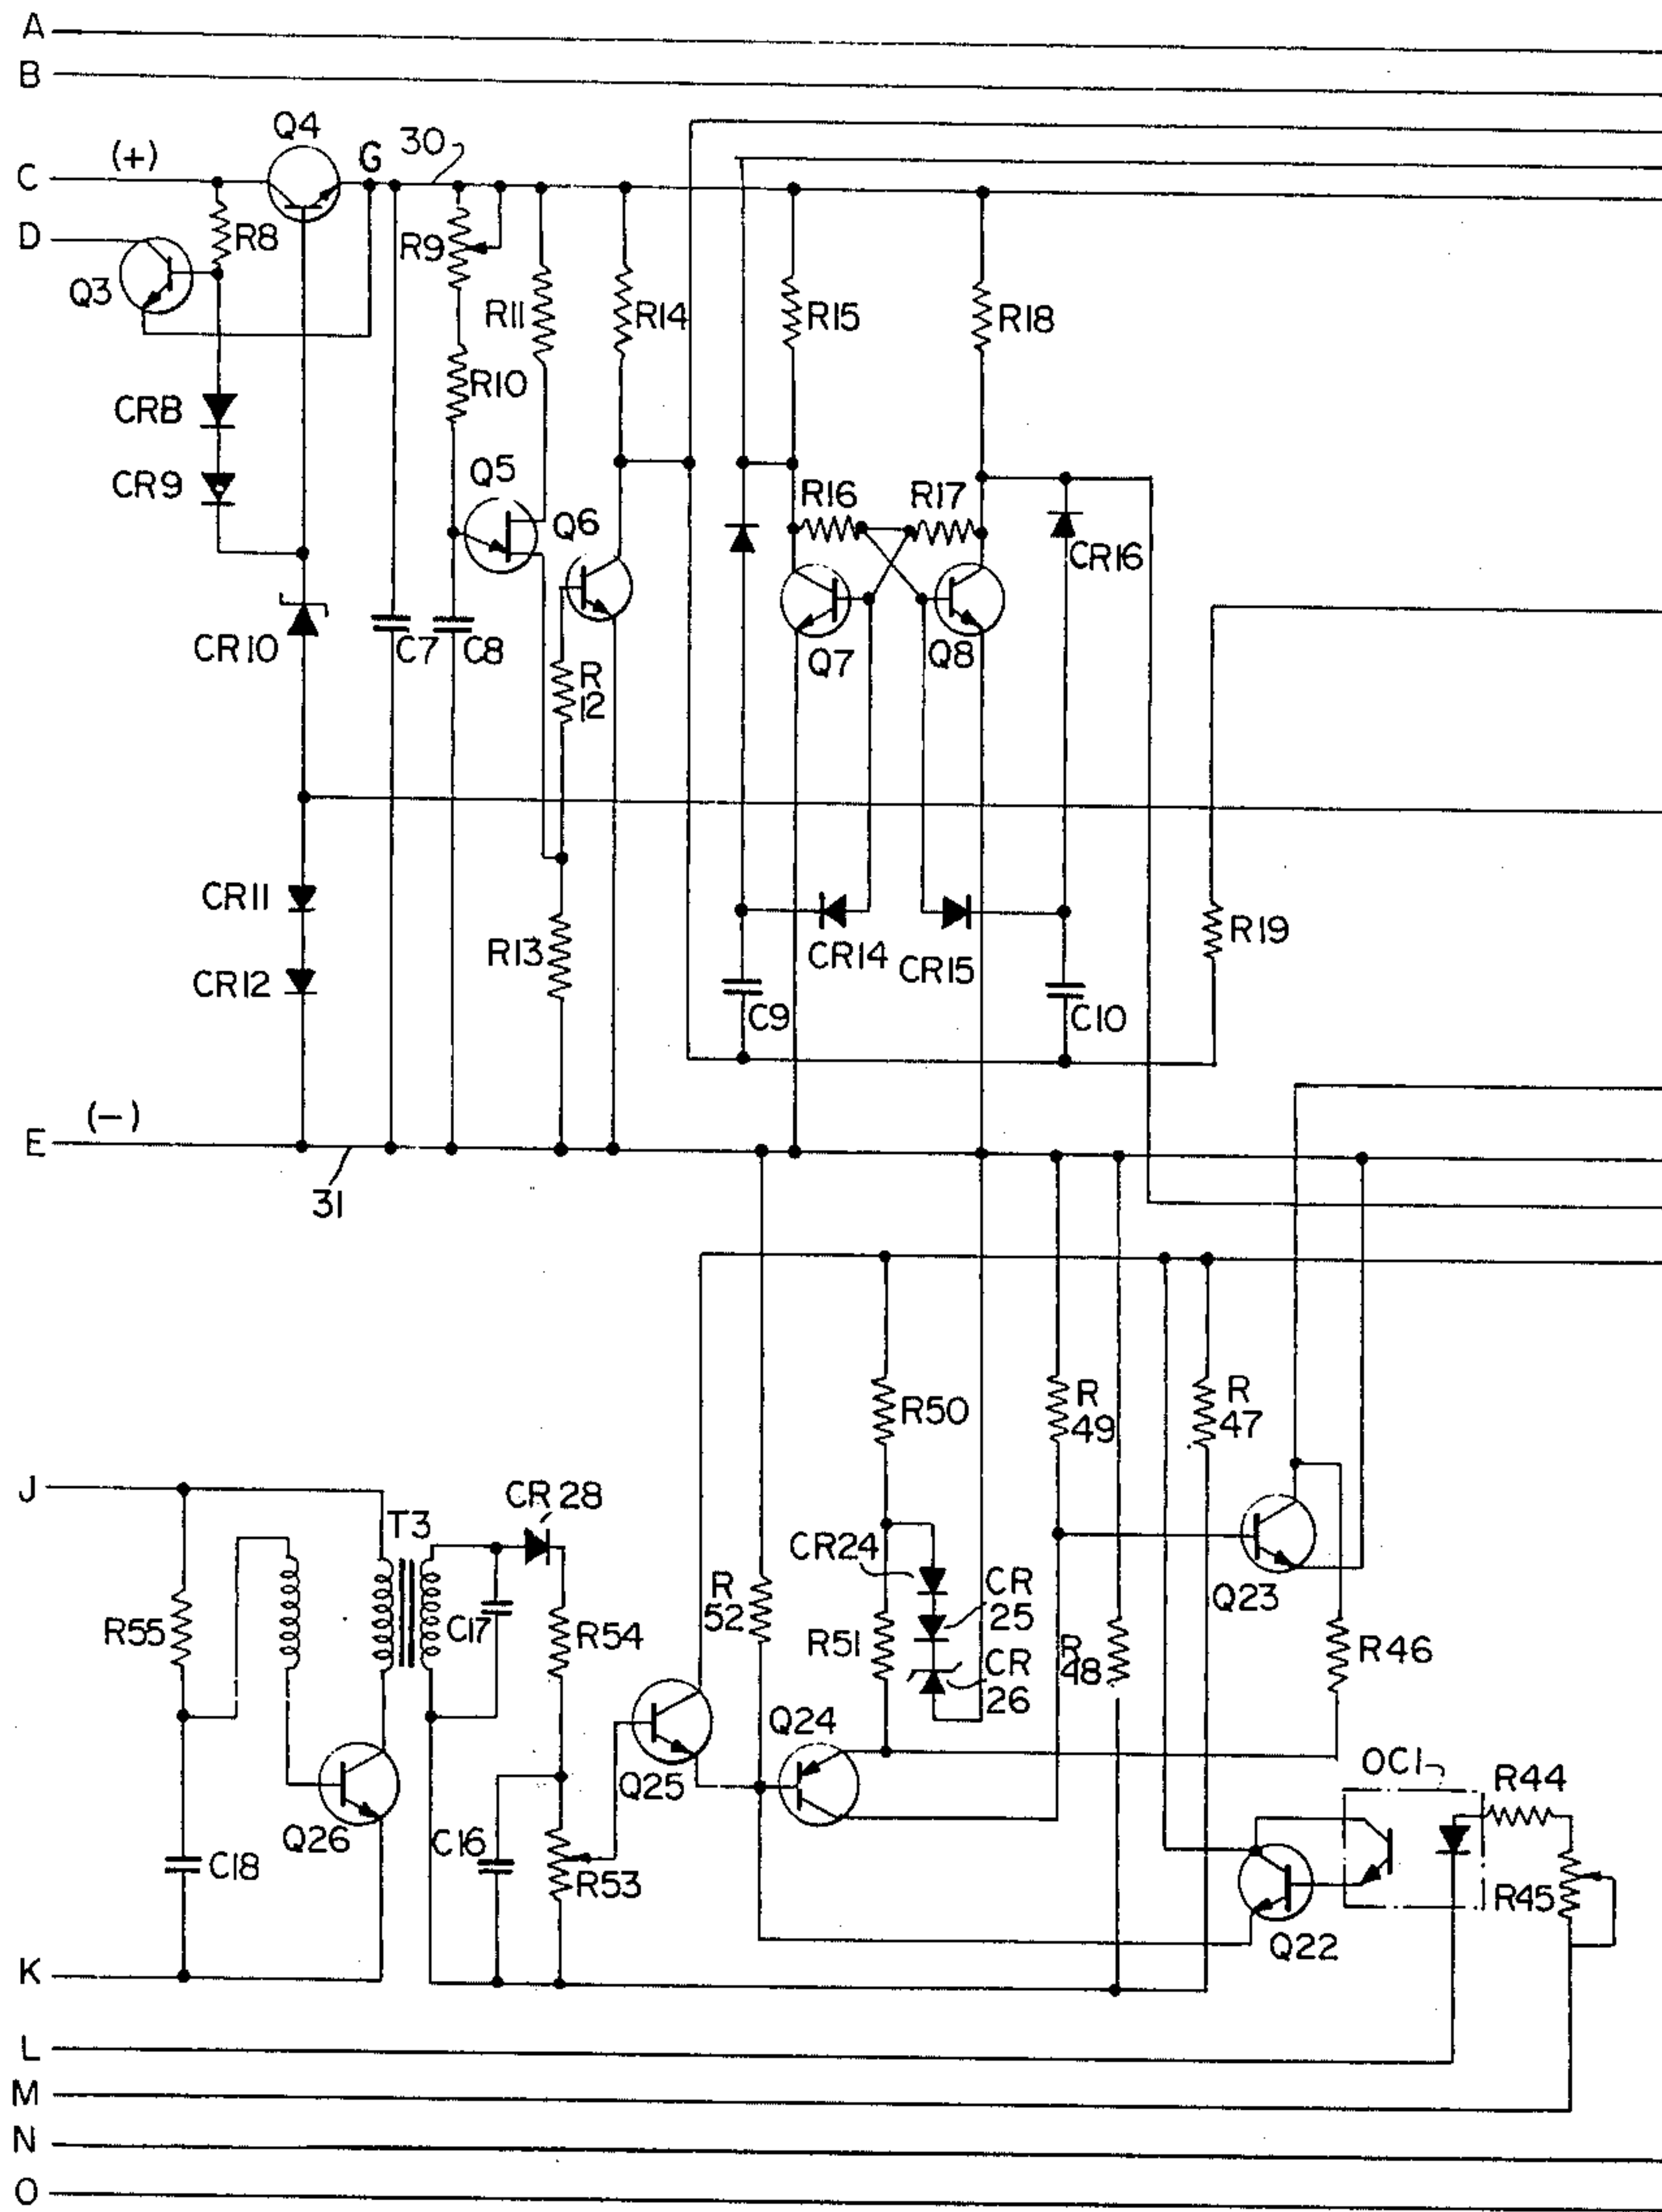 A
B
Q4
(+)
G
30
C
D
R8
R9
Q3
R11
R14
R15
R18
R10
CR8
CR9
Q5
Q6
R16
R17
CR16
CR10
C7
C8
R
12
Q7
Q8
CR11
R13
CR14
CR15
R19
CR12
C9
C10
(-)
E
31
R50
R
49
R
47
J
CR 28
T3
CR24
CR
25
Q23
R55
C17
R54
R
52
R51
R
48
R46
CR
26
Q24
Q25
OC1
R44
Q26
C18
C16
R53
R45
Q22
K
L
M
N
O